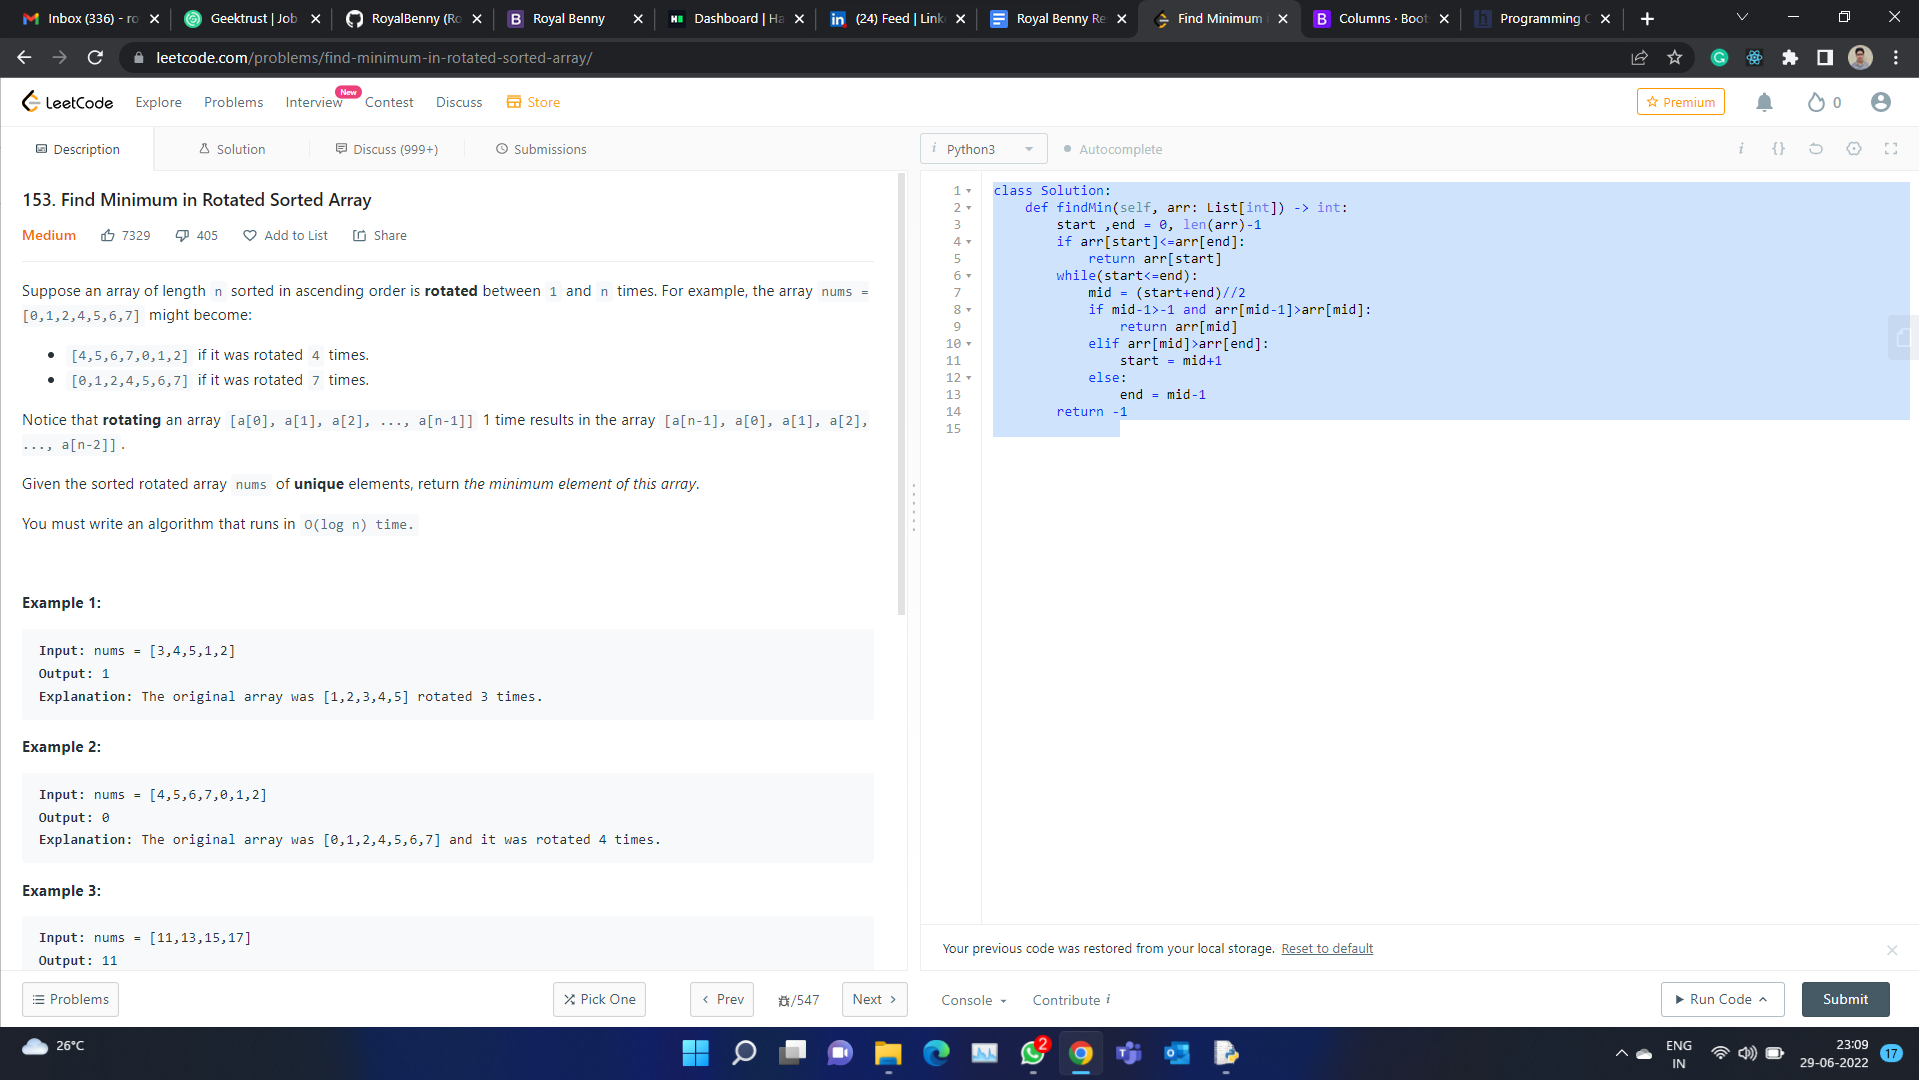 Inbox (336) - ro
Geektrust | Job
RoyalBenny (Ro
Royal Benny
Dashboard | Ha
(24) Feed | Link
Royal Benny Re
Find Minimum
Columns · Boot
Programming C
leetcode.com/problems/find-minimum-in-rotated-sorted-array/
LeetCode
Explore
Problems
Interview
New
Contest
Discuss
Store
Premium
0
Description
Solution
Discuss (999+)
Submissions
i Python3
Autocomplete
i {}
153. Find Minimum in Rotated Sorted Array
Medium 7329 405 Add to List Share
Suppose an array of length n sorted in ascending order is rotated between 1 and n times. For example, the array nums =
[0,1,2,4,5,6,7] might become:
[4,5,6,7,0,1,2] if it was rotated 4 times.
[0,1,2,4,5,6,7] if it was rotated 7 times.
Notice that rotating an array [a[0], a[1], a[2], ..., a[n-1]] 1 time results in the array [a[n-1], a[0], a[1], a[2],
..., a[n-2]].
Given the sorted rotated array nums of unique elements, return the minimum element of this array.
You must write an algorithm that runs in O(log n) time.
Example 1:
Input: nums = [3,4,5,1,2]
Output: 1
Explanation: The original array was [1,2,3,4,5] rotated 3 times.
Example 2:
Input: nums = [4,5,6,7,0,1,2]
Output: 0
Explanation: The original array was [0,1,2,4,5,6,7] and it was rotated 4 times.
Example 3:
Input: nums = [11,13,15,17]
Output: 11
1 class Solution:
2 def findMin(self, arr: List[int]) -> int:
3 start ,end = 0, len(arr)-1
4 if arr[start]<=arr[end]:
5 return arr[start]
6 while(start<=end):
7 mid = (start+end)//2
8 if mid-1>-1 and arr[mid-1]>arr[mid]:
9 return arr[mid]
10 elif arr[mid]>arr[end]:
11 start = mid+1
12 else:
13 end = mid-1
14 return -1
15
Your previous code was restored from your local storage. Reset to default
Problems
Pick One
Prev
/547
Next
Console
Contribute i
Run Code
Submit
26°C
2
ENG
IN
23:09
29-06-2022
17